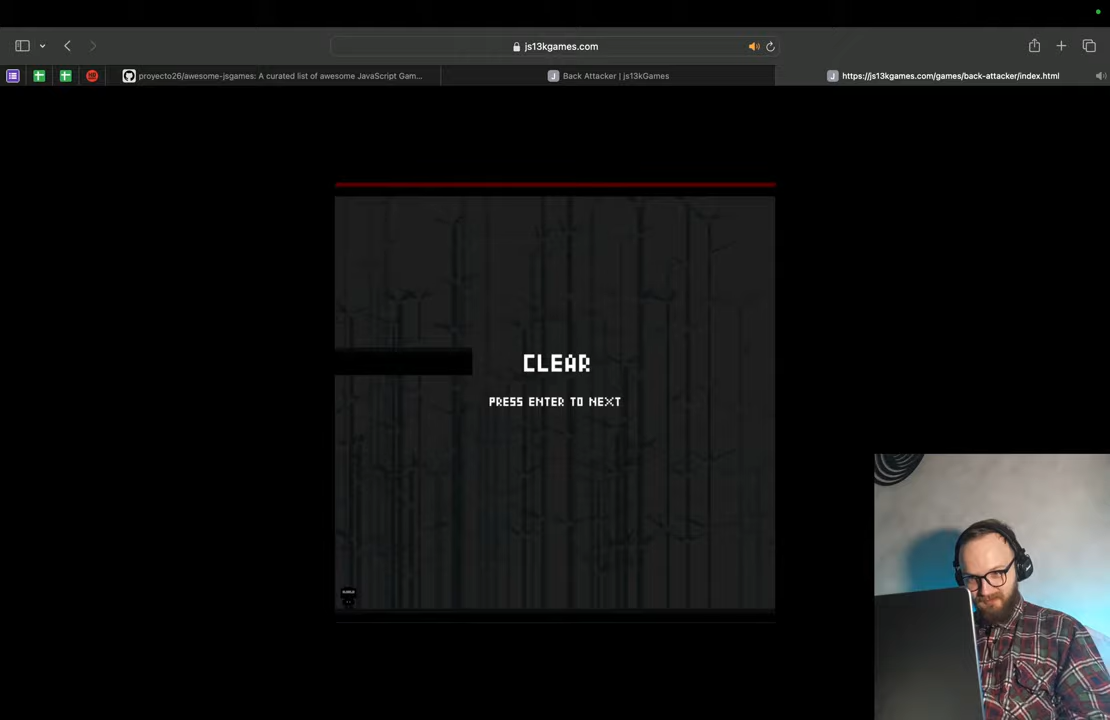 js13kgames.com
proyecto26/awesome-jsgames: A curated list of awesome JavaScript Gam...
J Back Attacker | js13kGames
J https://js13kgames.com/games/back-attacker/index.html
CLEAR
PRESS ENTER TO NEXT